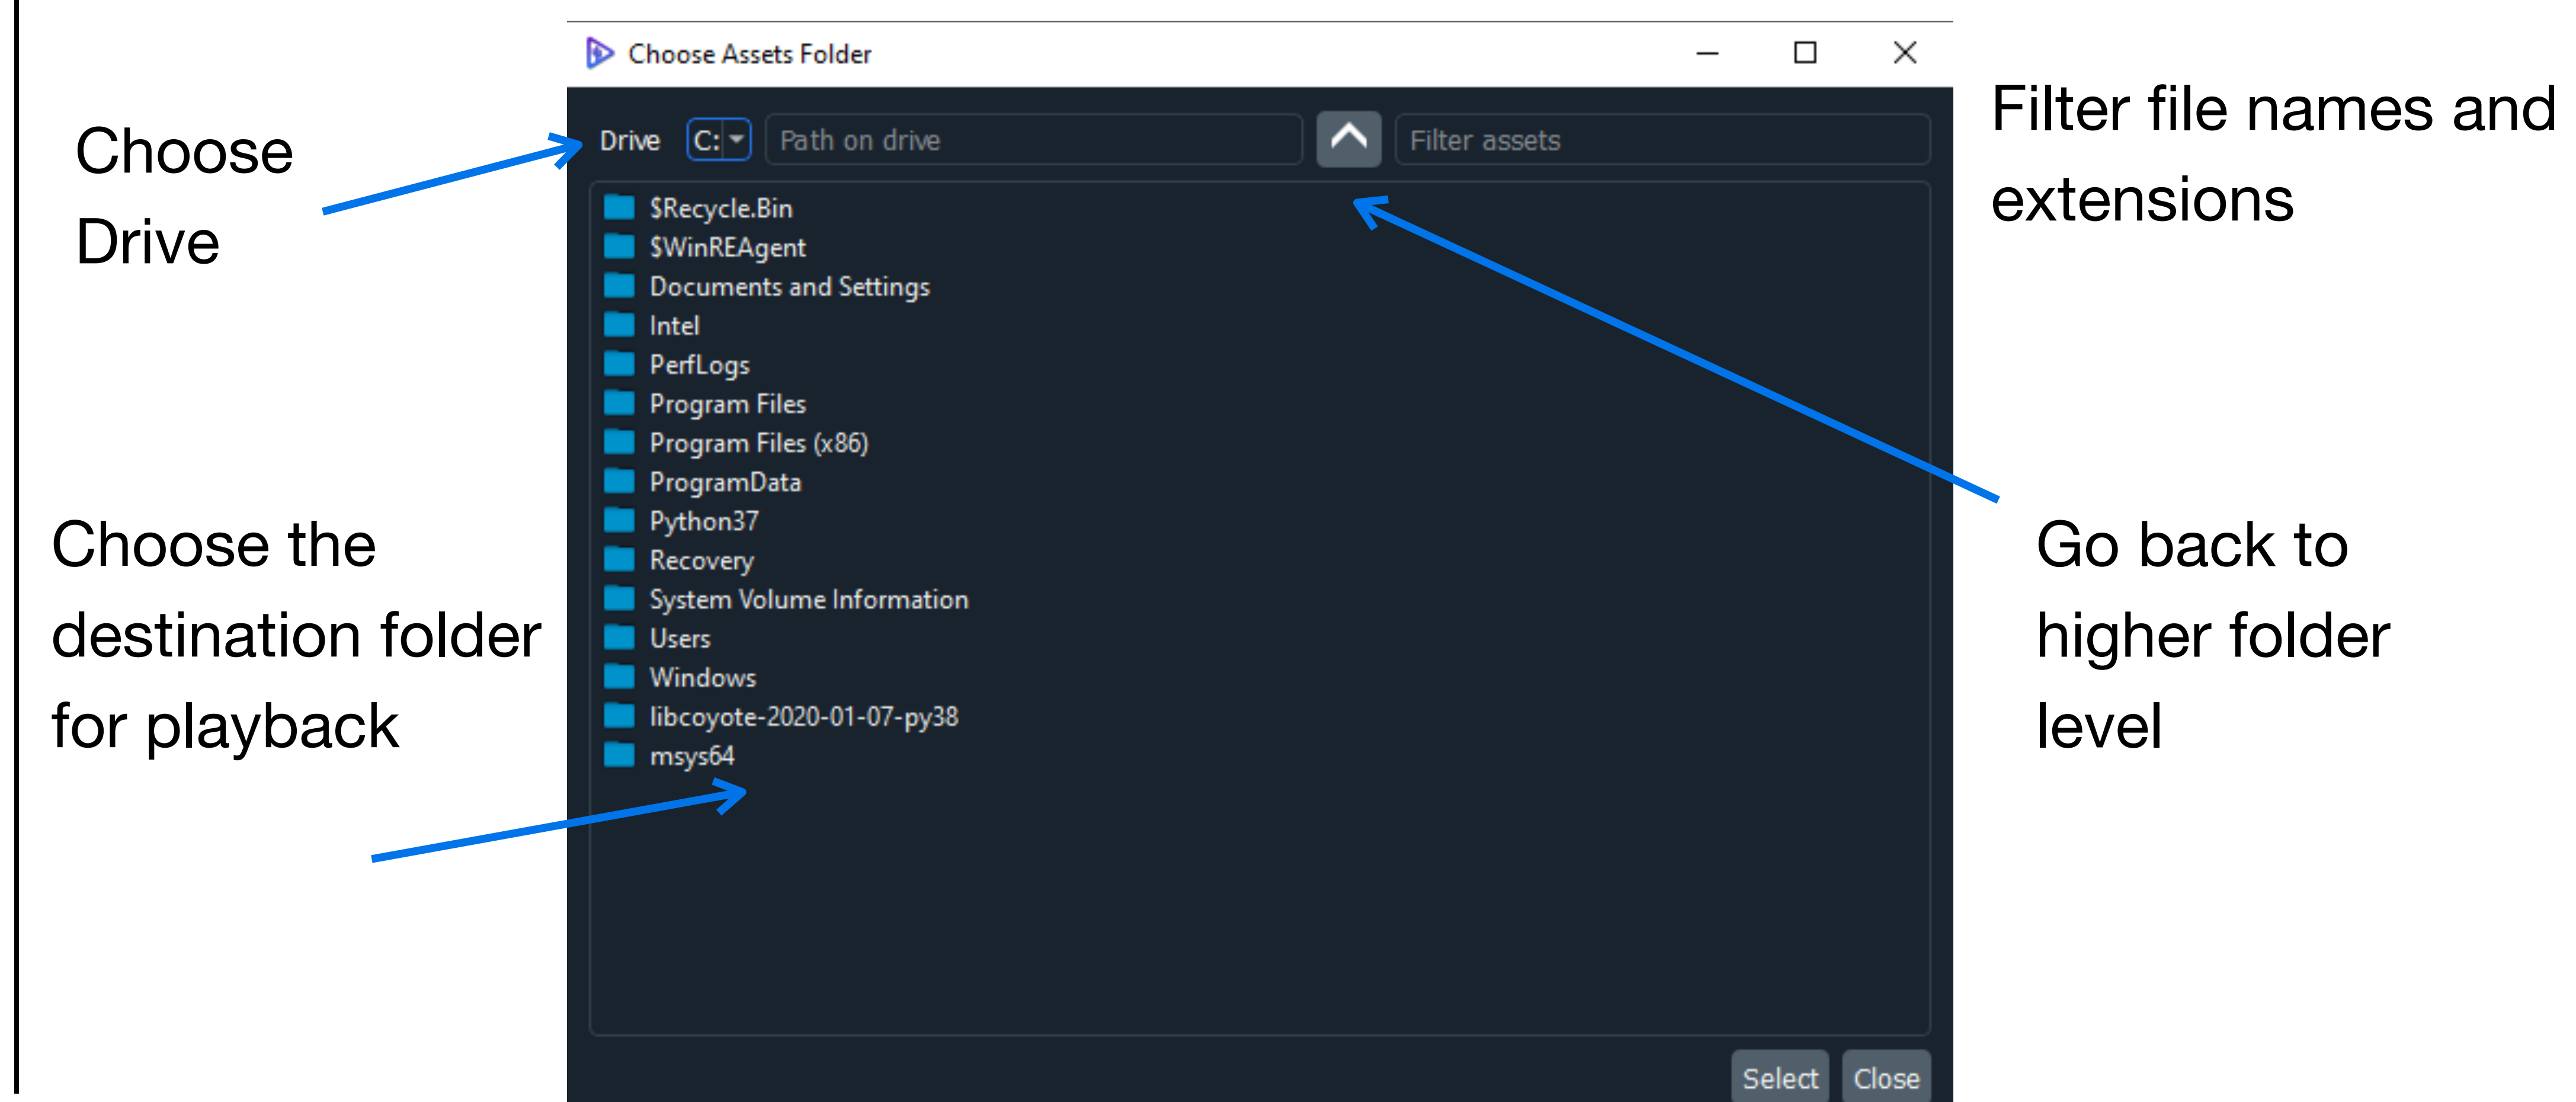 Choose Assets Folder
Choose
Drive
Drive C: Path on drive Filter assets
Filter file names and
extensions
$Recycle.Bin
$WinREAgent
Documents and Settings
Intel
PerfLogs
Program Files
Program Files (x86)
ProgramData
Python37
Recovery
System Volume Information
Users
Windows
libcoyote-2020-01-07-py38
msys64
Choose the
destination folder
for playback
Go back to
higher folder
level
Select Close